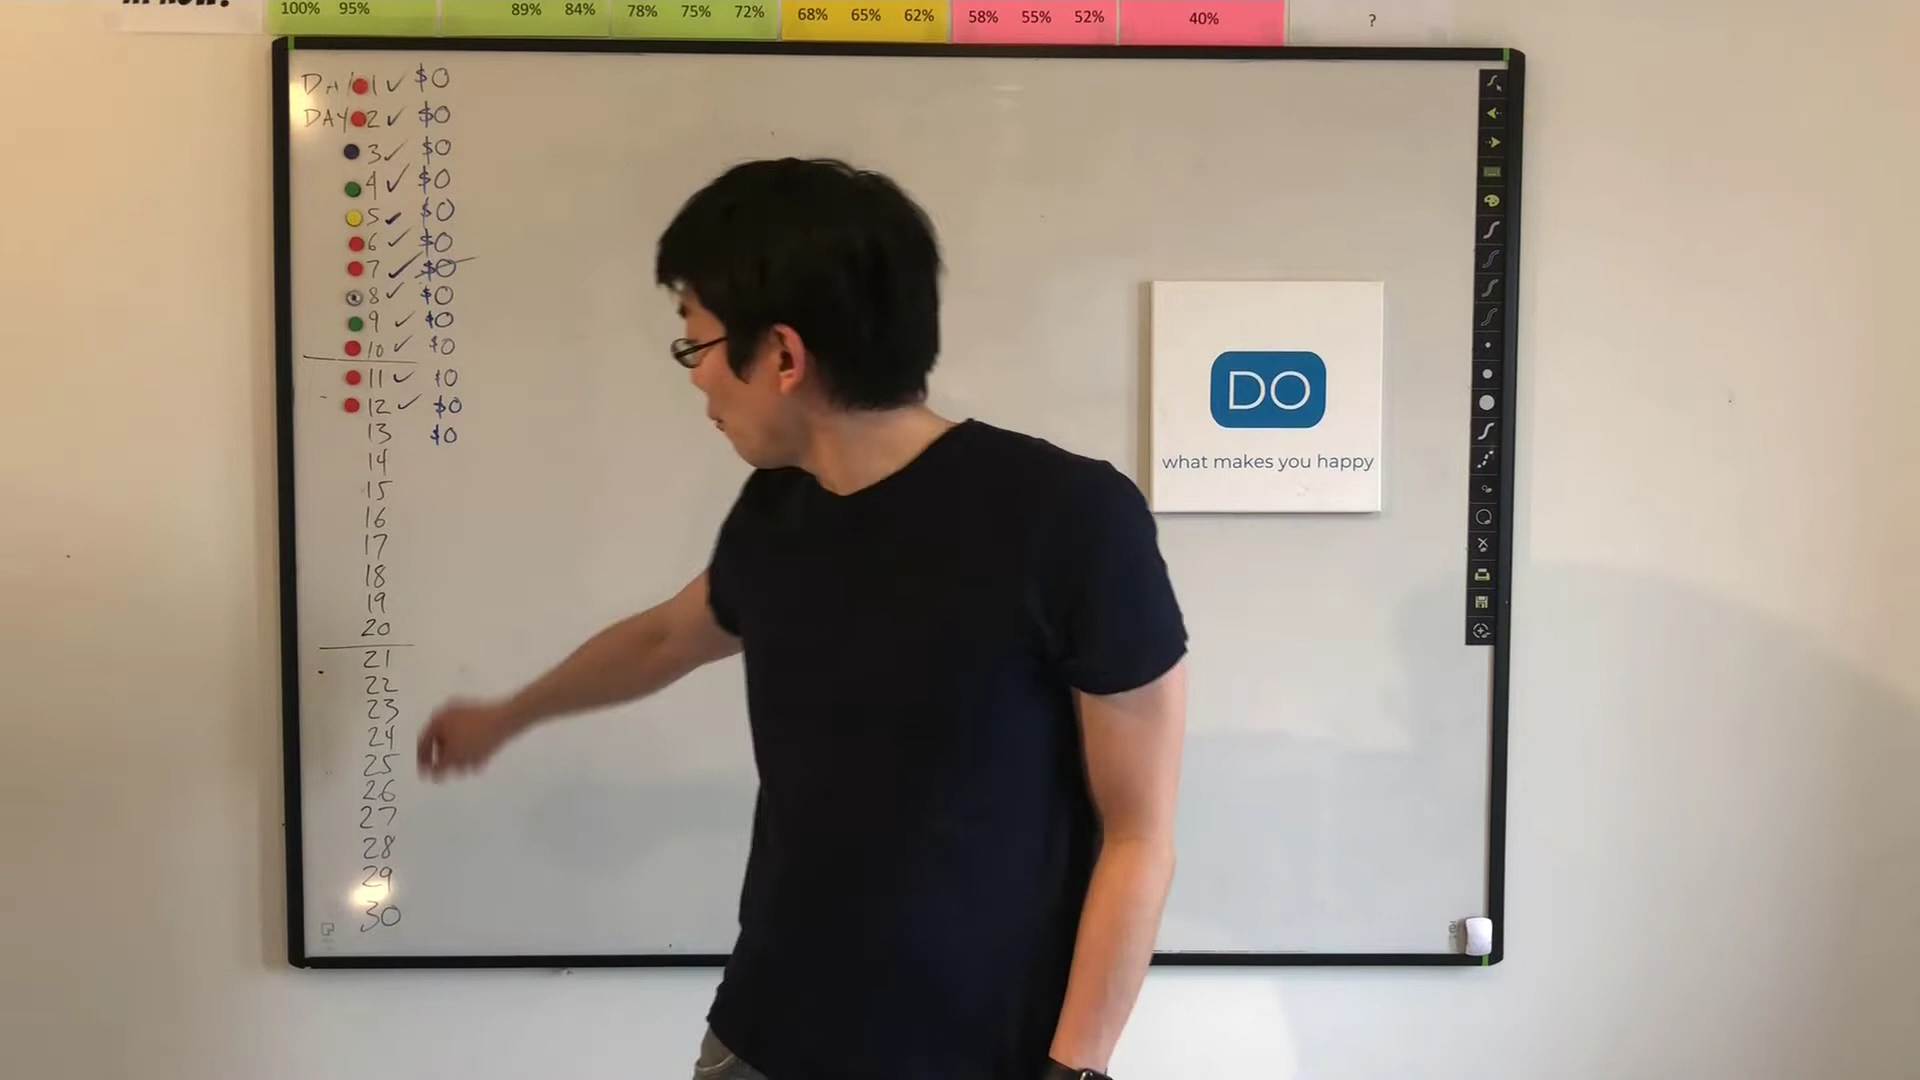 100% 95% 89% 84% 78% 75% 72% 68% 65% 62% 58% 55% 52% 40% ?
DAY 1 ✓ $0
DAY 2 ✓ $0
3 ✓ $0
4 ✓ $0
5 ✓ $0
6 ✓ $0
7 ✓ $0
8 ✓ $0
9 ✓ $0
10 ✓ $0
11 ✓ $0
12 ✓ $0
13 $0
14
15
16
17
18
19
20
21
22
23
24
25
26
27
28
29
30
DO
what makes you happy